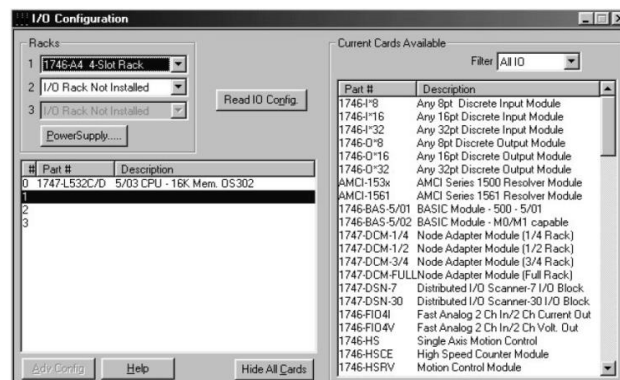 I/O Configuration
Racks
1 1746-A4 4-Slot Rack
2 I/O Rack Not Installed
3 I/O Rack Not Installed
PowerSupply.....
Read IO Config.
# Part # Description
0 1747-L532C/D 5/03 CPU - 16K Mem. OS302
1
2
3
Adv Config
Help
Hide All Cards
Current Cards Available
Filter All IO
Part # Description
1746-I*8 Any 8pt Discrete Input Module
1746-I*16 Any 16pt Discrete Input Module
1746-I*32 Any 32pt Discrete Input Module
1746-O*8 Any 8pt Discrete Output Module
1746-O*16 Any 16pt Discrete Output Module
1746-O*32 Any 32pt Discrete Output Module
AMCI-153x AMCI Series 1500 Resolver Module
AMCI-1561 AMCI Series 1561 Resolver Module
1746-BAS-5/01 BASIC Module - 500 - 5/01
1746-BAS-5/02 BASIC Module - M0/M1 capable
1747-DCM-1/4 Node Adapter Module (1/4 Rack)
1747-DCM-1/2 Node Adapter Module (1/2 Rack)
1747-DCM-3/4 Node Adapter Module (3/4 Rack)
1747-DCM-FULL Node Adapter Module (Full Rack)
1747-DSN-7 Distributed I/O Scanner-7 I/O Block
1747-DSN-30 Distributed I/O Scanner-30 I/O Block
1746-FIO4I Fast Analog 2 Ch In/2 Ch Current Out
1746-FIO4V Fast Analog 2 Ch In/2 Ch Volt. Out
1746-HS Single Axis Motion Control
1746-HSCE High Speed Counter Module
1746-HSRV Motion Control Module